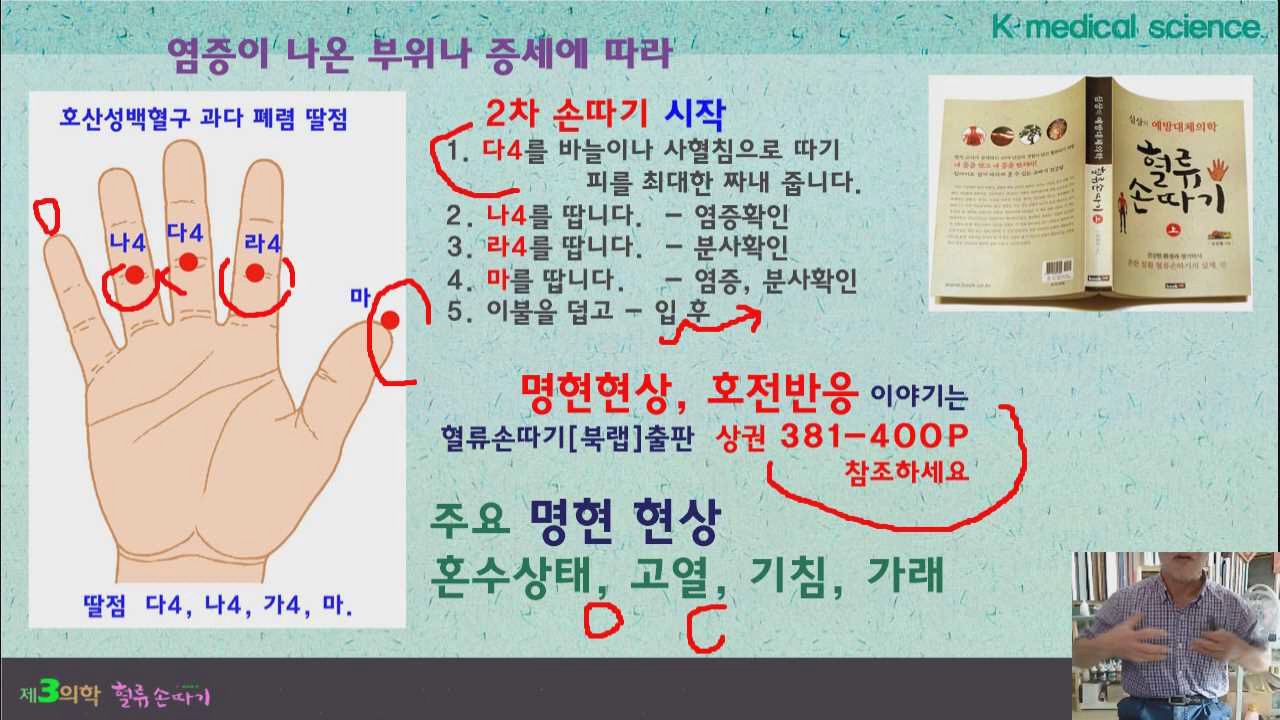 K medical science
염증이 나온 부위나 증세에 따라
호산성백혈구 과다 폐렴 딸점
나4
다4
라4
마
딸점 다4, 나4, 가4, 마.
2차 손따기 시작
1. 다4를 바늘이나 사혈침으로 따기
피를 최대한 짜내 줍니다.
2. 나4를 땁니다. - 염증확인
3. 라4를 땁니다. - 분사확인
4. 마를 땁니다. - 염증, 분사확인
5. 이불을 덥고 - 입 후
심상의 예방대체의학
혈류
손따기
上
www.book.co.kr
명현현상, 호전반응 이야기는
혈류손따기[북랩]출판 상권 381-400P
참조하세요
주요 명현 현상
혼수상태, 고열, 기침, 가래
제3의학 혈류손따기